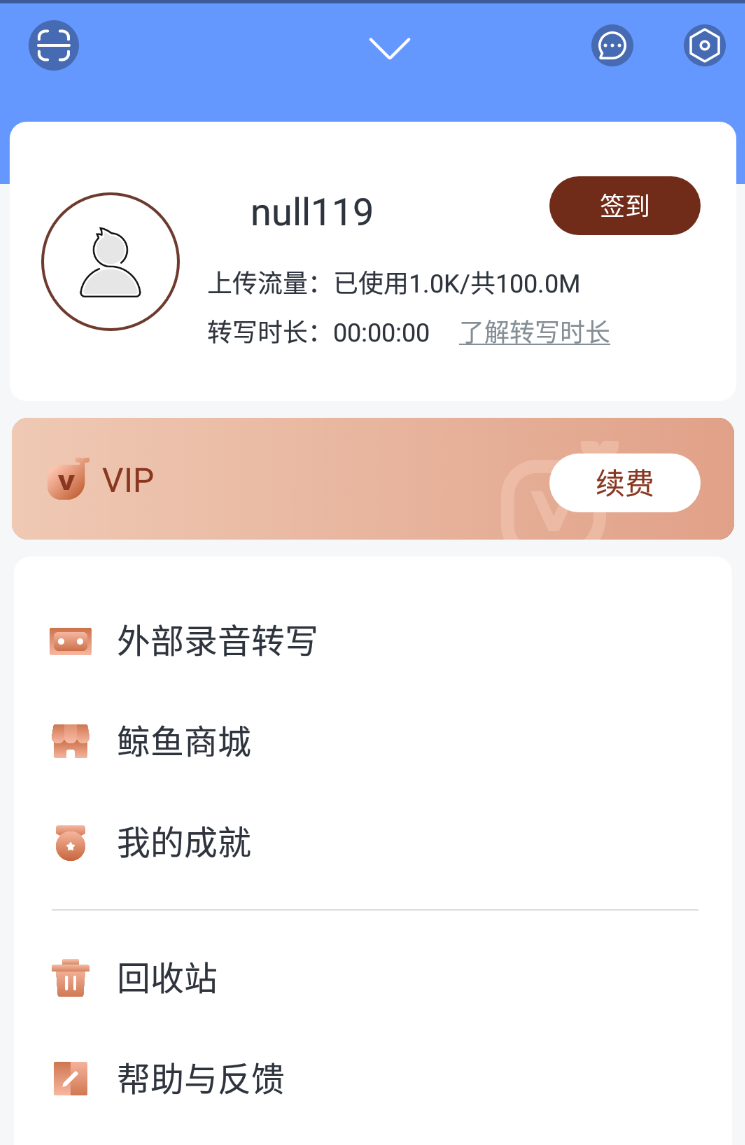 null119
签到
上传流量：已使用1.0K/共100.0M
转写时长：00:00:00 了解转写时长
VIP
续费
外部录音转写
鲸鱼商城
我的成就
回收站
帮助与反馈